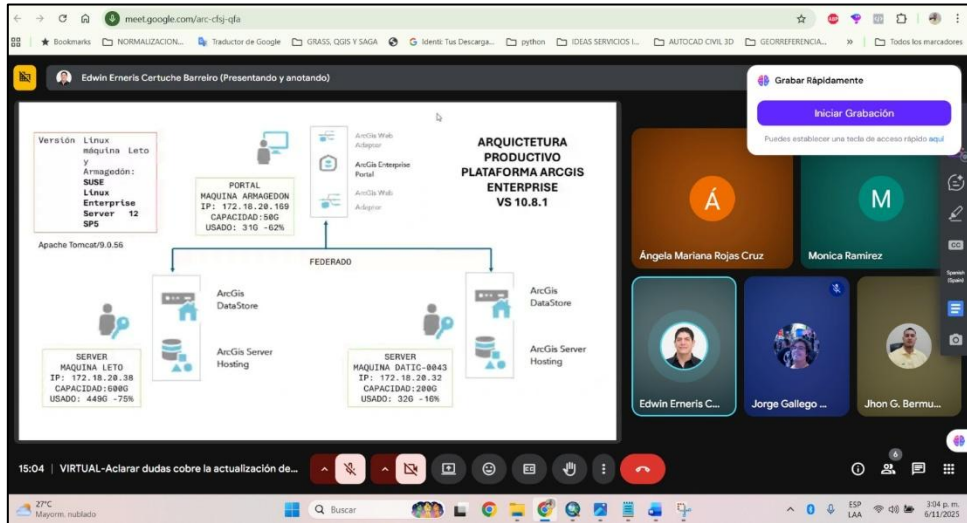 meet.google.com/arc-cfsj-qfa
Bookmarks
NORMALIZACION...
Traductor de Google
GRASS, QGIS Y SAGA
Identi: Tus Descarga...
python
IDEAS SERVICIOS I...
AUTOCAD CIVIL 3D
GEORREFERENCIA...
»
Todos los marcadores
Edwin Erneris Certuche Barreiro (Presentando y anotando)
Grabar Rápidamente
Iniciar Grabación
Puedes establecer una tecla de acceso rápido aquí
Versión Linux
máquina Leto
y
Armagedón:
SUSE
Linux
Enterprise
Server 12
SP5
Apache Tomcat/9.0.56
PORTAL
MAQUINA ARMAGEDON
IP: 172.18.20.169
CAPACIDAD:50G
USADO: 31G -62%
ArcGis Web
Adaptor
ArcGis Enterprise
Portal
ArcGis Web
Adaptor
ARQUICTETURA
PRODUCTIVO
PLATAFORMA ARCGIS
ENTERPRISE
VS 10.8.1
FEDERADO
ArcGis
DataStore
ArcGis Server
Hosting
SERVER
MAQUINA LETO
IP: 172.18.20.38
CAPACIDAD:600G
USADO: 449G -75%
ArcGis
DataStore
ArcGis Server
Hosting
SERVER
MAQUINA DATIC-0043
IP: 172.18.20.32
CAPACIDAD:200G
USADO: 32G -16%
Á
Ángela Mariana Rojas Cruz
M
Monica Ramirez
Edwin Erneris C...
Jorge Gallego ...
Jhon G. Bermu...
CC
Spanish
(Spain)
15:04 | VIRTUAL-Aclarar dudas cobre la actualización de...
6
27°C
Mayorm. nublado
Buscar
ESP
LAA
3:04 p. m.
6/11/2025